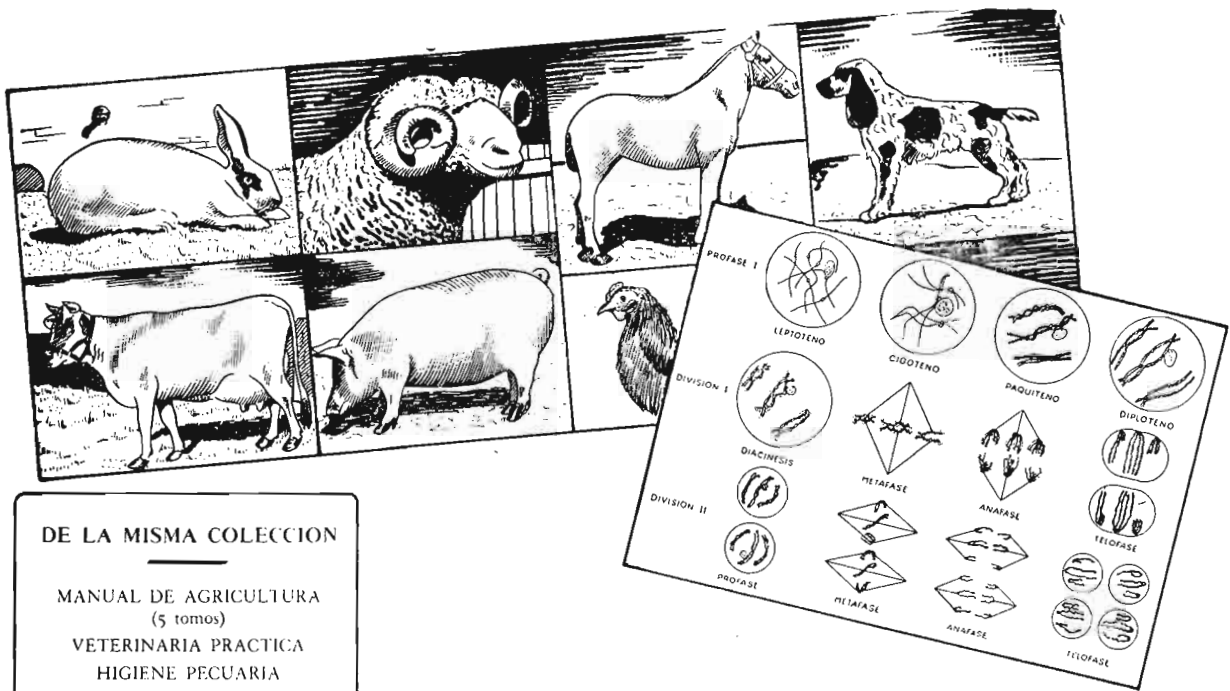 PROFASE I
LEPTOTENO
CIGOTENO
PAQUITENO
DIPLOTENO
DIVISION I
DIACINESIS
METAFASE
ANAFASE
TELOFASE
DIVISION II
PROFASE
METAFASE
ANAFASE
TELOFASE
DE LA MISMA COLECCION
MANUAL DE AGRICULTURA
(5 tomos)
VETERINARIA PRACTICA
HIGIENE PECUARIA